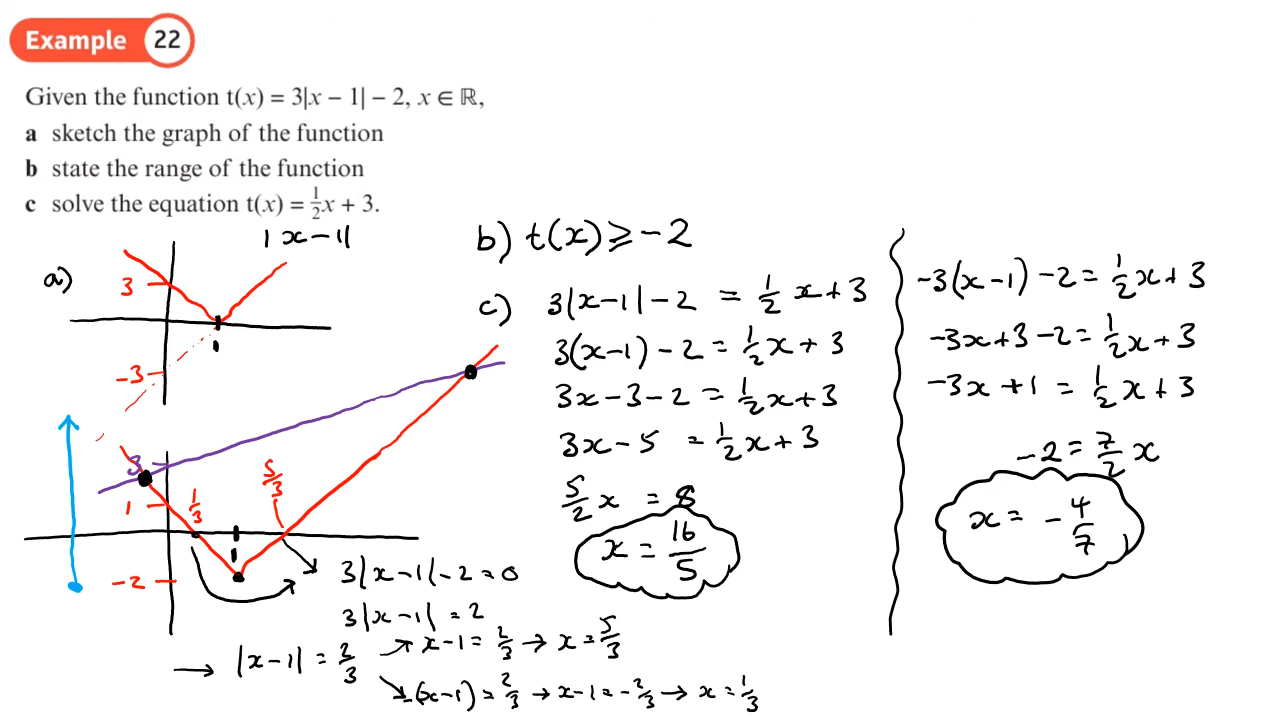 Example 22
Given the function t(x) = 3|x − 1| − 2, x ∈ ℝ,
a sketch the graph of the function
b state the range of the function
c solve the equation t(x) = ½x + 3.
a)
|x−1|
3
−3
1
3
1
1/3
5/3
1
−2
b) t(x) ⩾ −2
c) 3|x−1| −2 = ½x+3
3(x−1) −2 = ½x+3
3x−3−2 = ½x+3
3x−5 = ½x+3
5/2x = 8
x = 16/5
−3(x−1) −2 = ½x+3
−3x+3−2 = ½x+3
−3x+1 = ½x+3
−2 = 7/2x
x = −4/7
3|x−1|−2=0
3|x−1| = 2
→ |x−1| = 2/3
↗ x−1 = 2/3 → x = 5/3
↘ −(x−1) = 2/3 → x−1 = −2/3 → x = 1/3